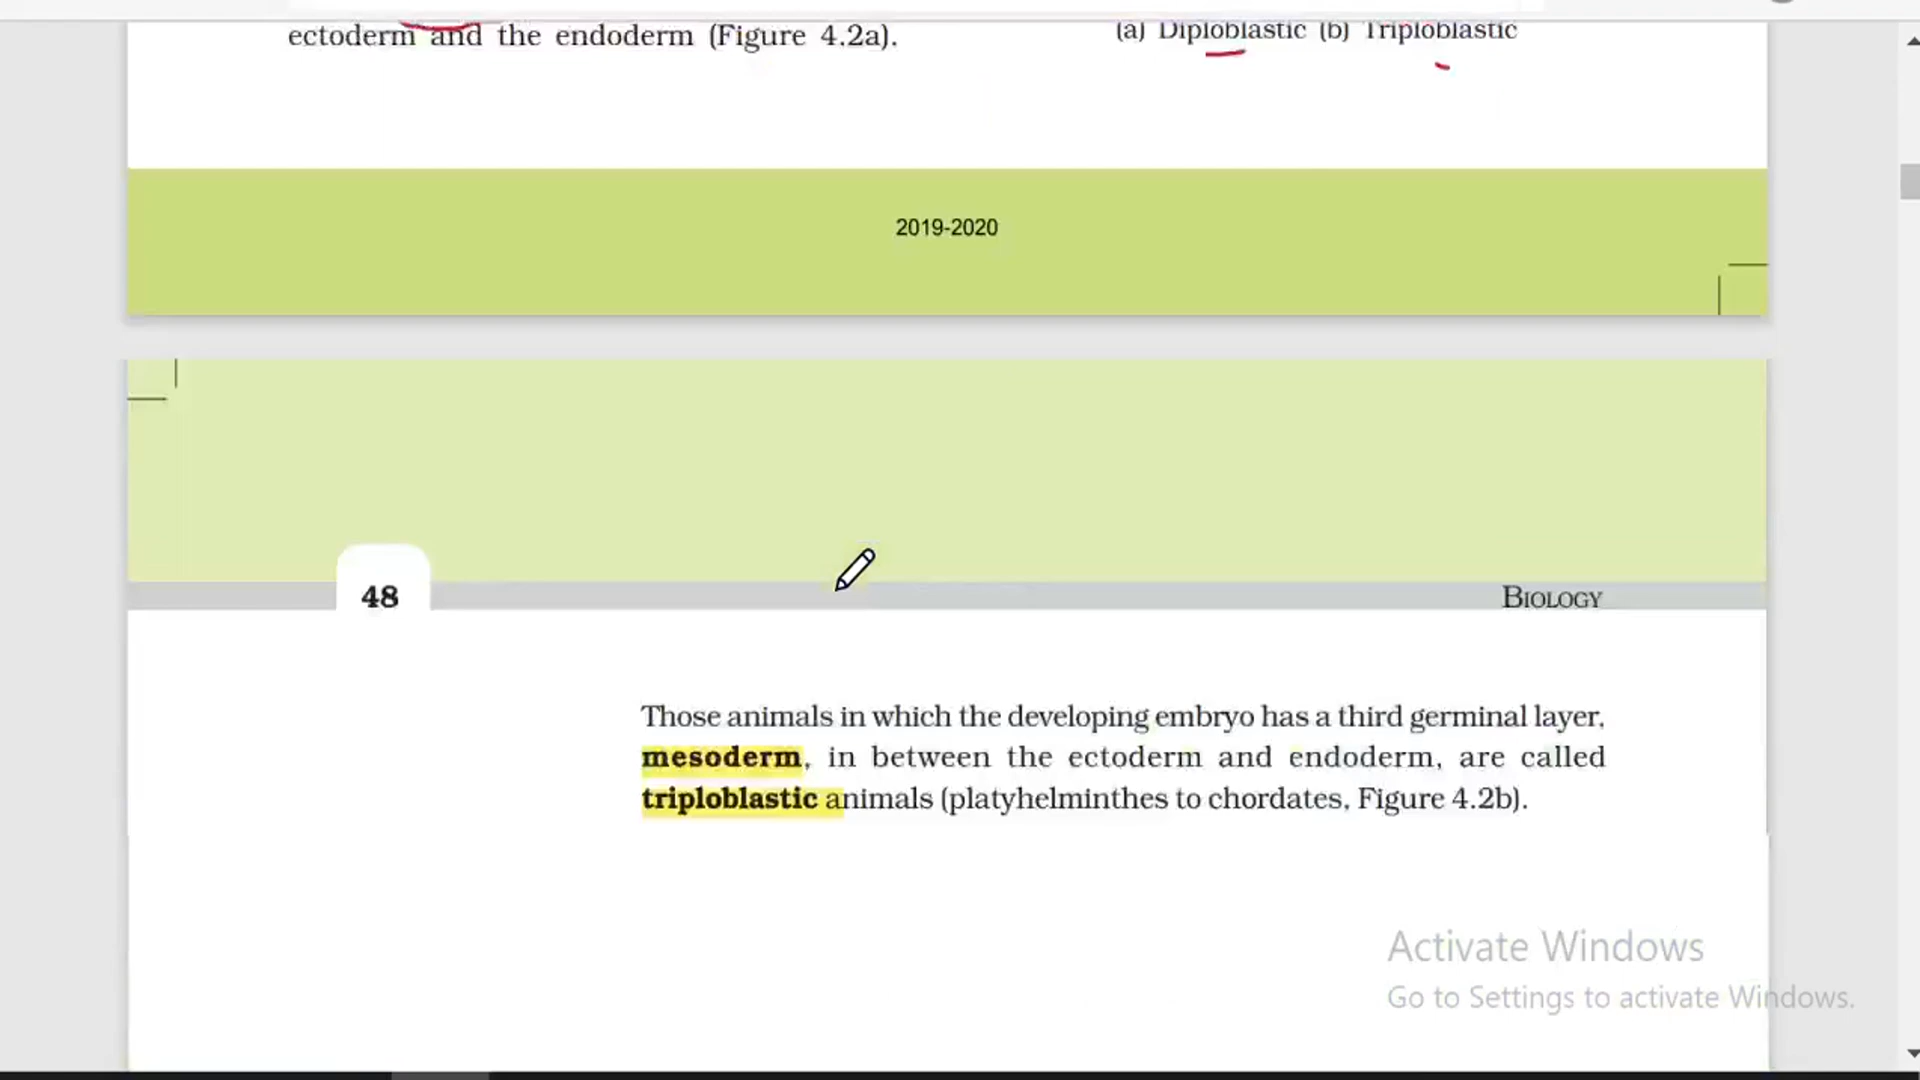 ectoderm and the endoderm (Figure 4.2a).
(a) Diploblastic (b) Triploblastic
2019-2020
48
BIOLOGY
Those animals in which the developing embryo has a third germinal layer,
mesoderm, in between the ectoderm and endoderm, are called
triploblastic animals (platyhelminthes to chordates, Figure 4.2b).
Activate Windows
Go to Settings to activate Windows.